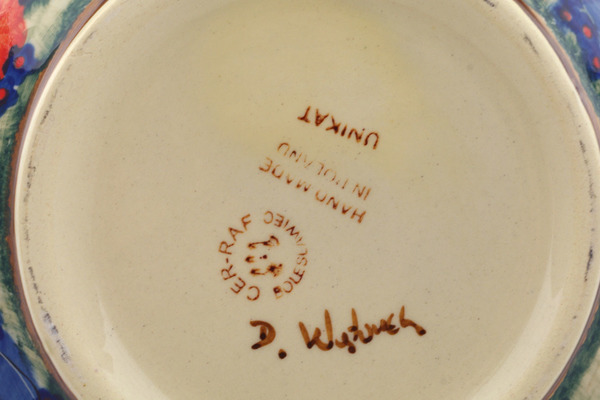 UNIKAT
HAND MADE
IN POLAND
CER-RAF
BOLESŁAWIEC
D.